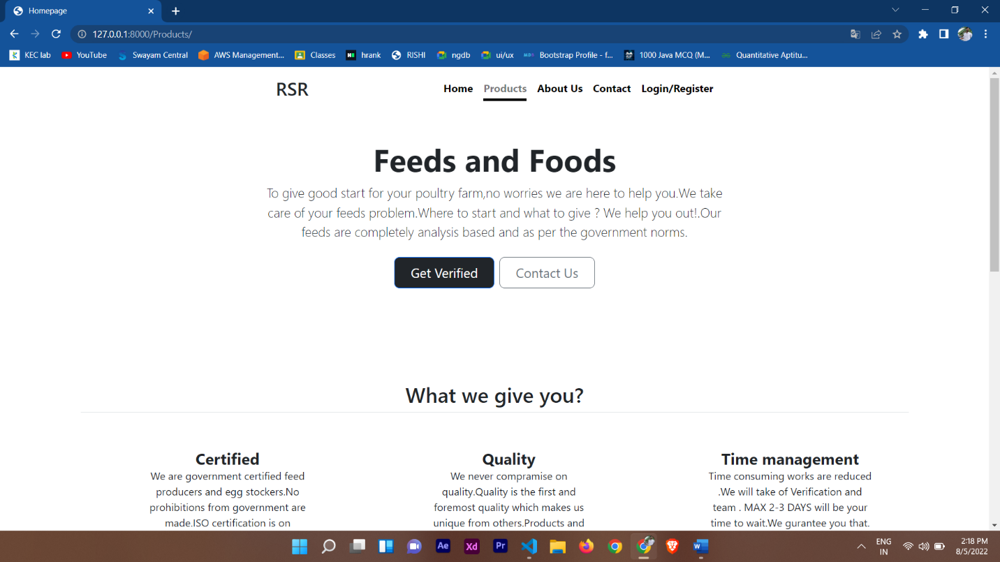 Homepage
127.0.0.1:8000/Products/
KEC lab YouTube Swayam Central AWS Management... Classes hrank RISHI ngdb ui/ux Bootstrap Profile - f... 1000 Java MCQ (M... Quantitative Aptitu...
RSR Home Products About Us Contact Login/Register
Feeds and Foods
To give good start for your poultry farm,no worries we are here to help you.We take
care of your feeds problem.Where to start and what to give ? We help you out!.Our
feeds are completely analysis based and as per the government norms.
Get Verified Contact Us
What we give you?
Certified
We are government certified feed
producers and egg stockers.No
prohibitions from government are
made.ISO certification is on
Quality
We never compromise on
quality.Quality is the first and
foremost quality which makes us
unique from others.Products and
Time management
Time consuming works are reduced
.We will take of Verification and
team . MAX 2-3 DAYS will be your
time to wait.We gurantee you that.
Ae Xd Pr
ENG
IN
2:18 PM
8/5/2022